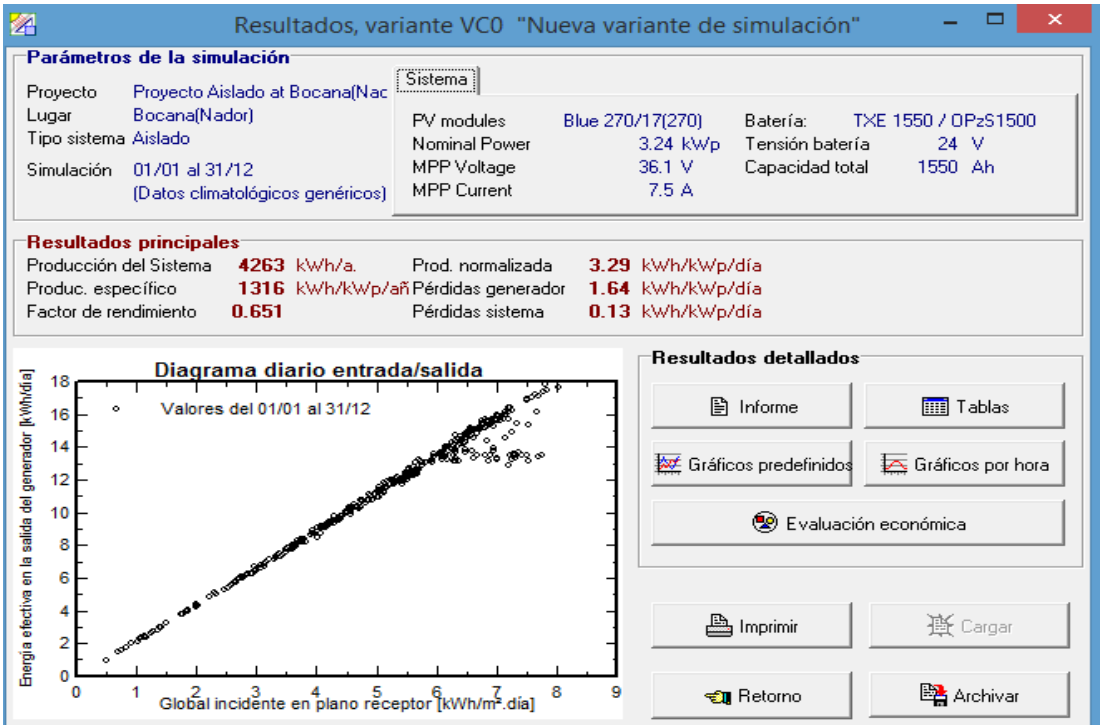 Resultados, variante VC0 "Nueva variante de simulación"
Parámetros de la simulación
Proyecto Proyecto Aislado at Bocana(Nac
Lugar Bocana(Nador)
Tipo sistema Aislado
Simulación 01/01 al 31/12
(Datos climatológicos genéricos)
Sistema
PV modules Blue 270/17(270)
Nominal Power 3.24 kWp
MPP Voltage 36.1 V
MPP Current 7.5 A
Batería: TXE 1550 / OPzS1500
Tensión batería 24 V
Capacidad total 1550 Ah
Resultados principales
Producción del Sistema 4263 kWh/a. Prod. normalizada 3.29 kWh/kWp/día
Produc. específico 1316 kWh/kWp/añ Pérdidas generador 1.64 kWh/kWp/día
Factor de rendimiento 0.651 Pérdidas sistema 0.13 kWh/kWp/día
Diagrama diario entrada/salida
Valores del 01/01 al 31/12
Energía efectiva en la salida del generador [kWh/día]
18
16
14
12
10
8
6
4
2
0
0 1 2 3 4 5 6 7 8 9
Global incidente en plano receptor [kWh/m².día]
Resultados detallados
Informe Tablas
Gráficos predefinidos Gráficos por hora
Evaluación económica
Imprimir Cargar
Retorno Archivar